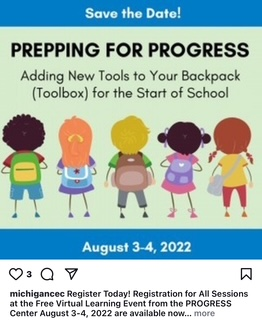 Save the Date!
PREPPING FOR PROGRESS
Adding New Tools to Your Backpack
(Toolbox) for the Start of School
August 3-4, 2022
3
michigancec Register Today! Registration for All Sessions
at the Free Virtual Learning Event from the PROGRESS
Center August 3-4, 2022 are available now... more